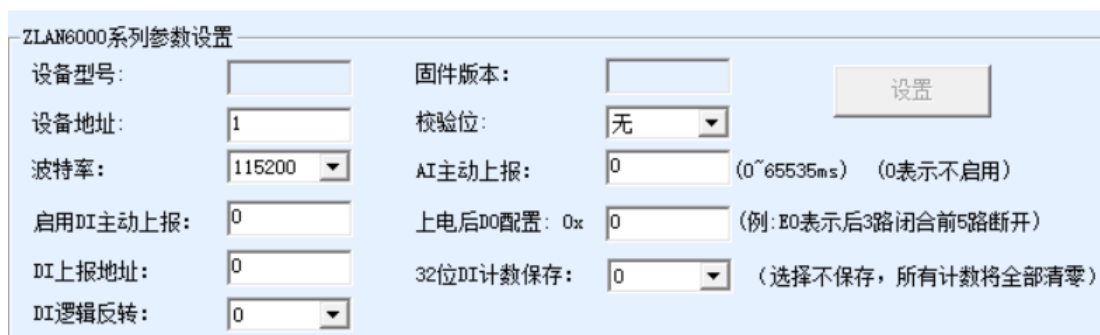 ZLAN6000系列参数设置
设备型号: 固件版本: 设置
设备地址: 1 校验位: 无
波特率: 115200 AI主动上报: 0 (0~65535ms) (0表示不启用)
启用DI主动上报: 0 上电后DO配置: 0x 0 (例:E0表示后3路闭合前5路断开)
DI上报地址: 0 32位DI计数保存: 0 (选择不保存，所有计数将全部清零)
DI逻辑反转: 0